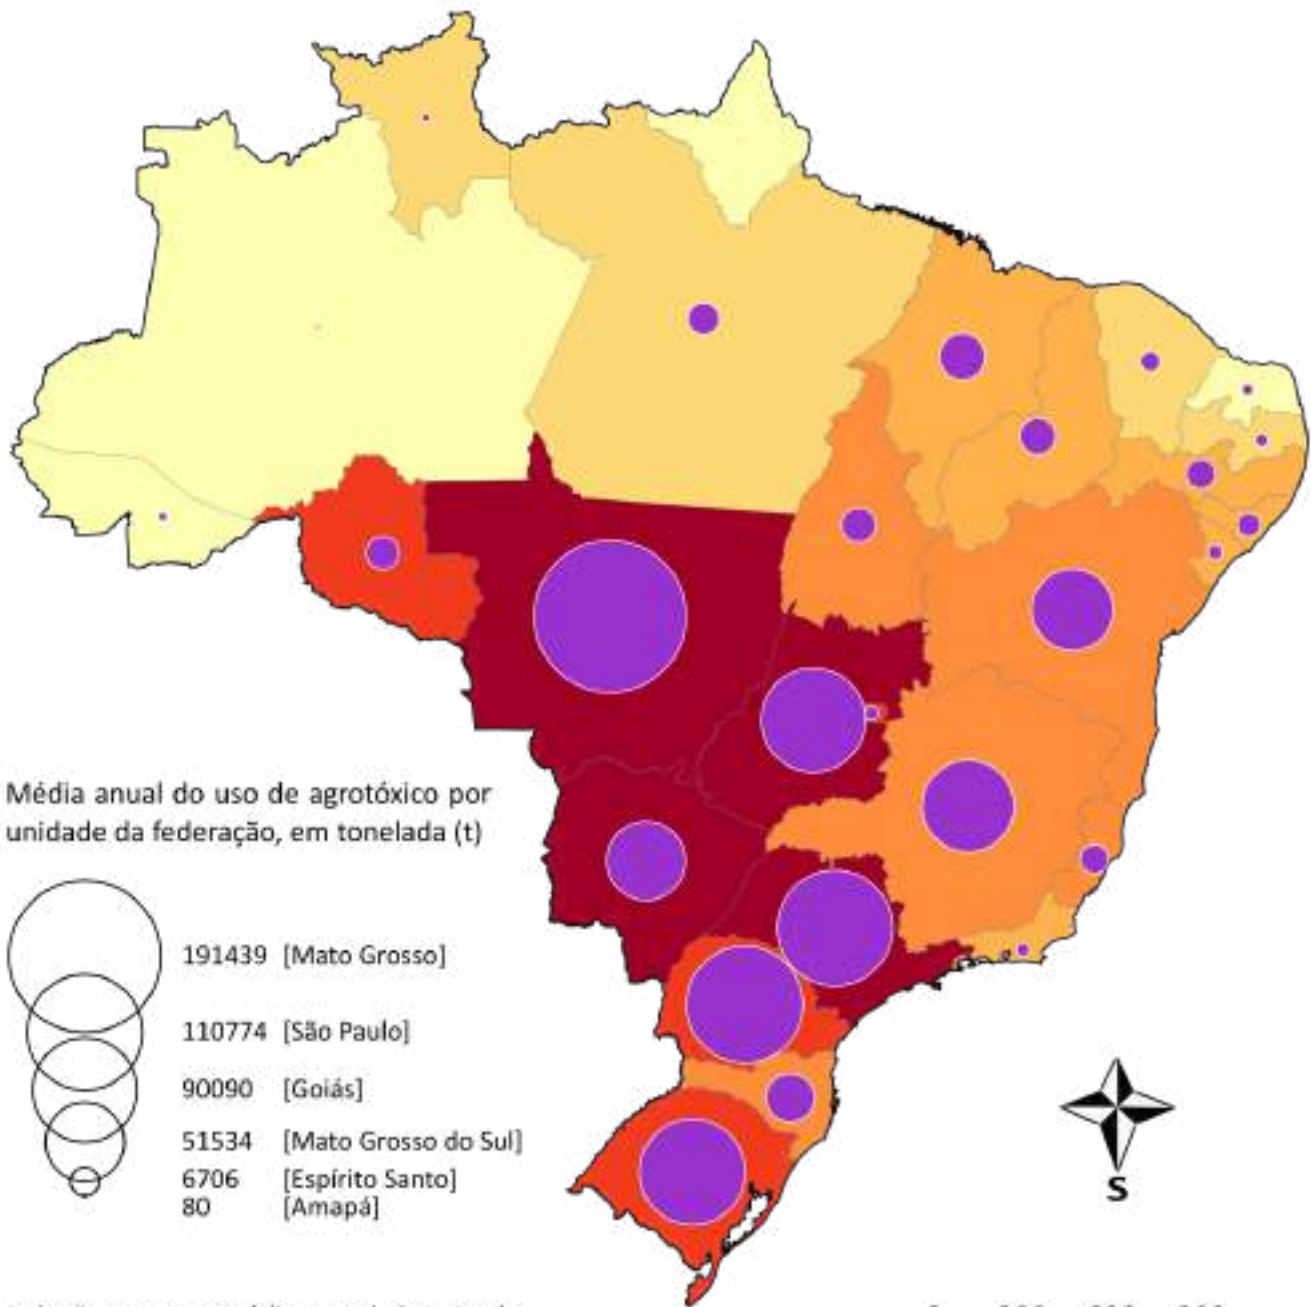 Média anual do uso de agrotóxico por
unidade da federação, em tonelada (t)
191439 [Mato Grosso]
110774 [São Paulo]
90090 [Goiás]
51534 [Mato Grosso do Sul]
6706 [Espírito Santo]
80 [Amapá]
S